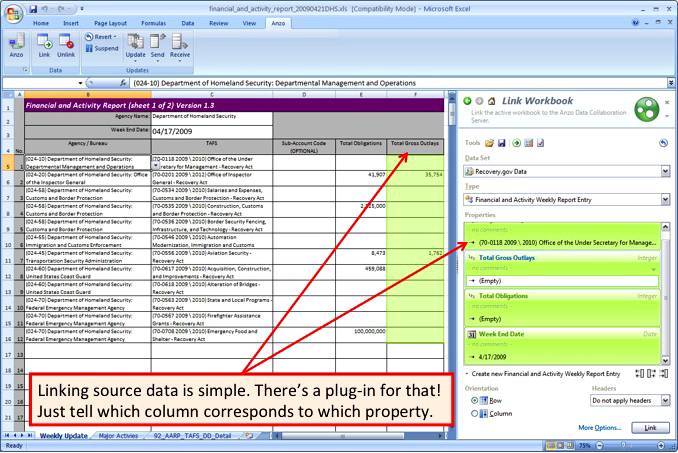 financial_and_activity_report_20090421DHS.xls [Compatibility Mode] - Microsoft Excel
Home Insert Page Layout Formulas Data Review View Anzo
Anzo Link Unlink Revert Suspend Update Send Receive
Data Updates
B5 fx (024-10) Department of Homeland Security: Departmental Management and Operations
A B C D E F
1 Financial and Activity Report (sheet 1 of 2) Version 1.3
2 Agency Name: Department of Homeland Security
3 Week End Date: 04/17/2009
4 No. Agency / Bureau TAFS Sub-Account Code (OPTIONAL) Total Obligations Total Gross Outlays
5 1 (024-10) Department of Homeland Security: Departmental Management and Operations (70-0118 2009 \ 2010) Office of the Under Secretary for Management - Recovery Act
6 2 (024-20) Department of Homeland Security: Office of the Inspector General (70-0201 2009 \ 2012) Office of Inspector General - Recovery Act 41,907 35,754
7 3 (024-58) Department of Homeland Security: Customs and Border Protection (70-0534 2009 \ 2010) Salaries and Expenses, Customs and Border Protection - Recovery Act
8 4 (024-58) Department of Homeland Security: Customs and Border Protection (70-0535 2009 \ 2010) Construction, Customs and Border Protection - Recovery Act
9 5 (024-58) Department of Homeland Security: Customs and Border Protection (70-0536 2009 \ 2010) Border Security Fencing, Infrastructure, and Technology - Recovery Act
10 6 (024-55) Department of Homeland Security: Immigration and Customs Enforcement (70-0546 2009 \ 2010) Automation Modernization, Immigration and Customs
11 7 (024-45) Department of Homeland Security: Transportation Security Administration (70-0556 2009 \ 2010) Aviation Security - Recovery Act 8,473 1,762
12 8 (024-60) Department of Homeland Security: United States Coast Guard (70-0617 2009 \ 2010) Acquisition, Construction, and Improvements - Recovery Act 459,088
13 9 (024-60) Department of Homeland Security: United States Coast Guard (70-0618 2009 \ 2010) Alteration of Bridges - Recovery Act
14 10 (024-70) Department of Homeland Security: Federal Emergency Management Agency (70-0560 2009 \ 2010) State and Local Programs - Recovery Act
15 11 (024-70) Department of Homeland Security: Federal Emergency Management Agency (70-0567 2009 \ 2010) Firefighter Assistance Grants - Recovery Act
16 12 (024-70) Department of Homeland Security: Federal Emergency Management Agency (70-0708 2009 \ 2010) Emergency Food and Shelter - Recovery Act 100,000,000
17 13
18 14
19 15
20 16
21 17
Linking source data is simple. There's a plug-in for that!
Just tell which column corresponds to which property.
Weekly Update Major Activies 92_AARP_TAFS_DD_Detail
Link Workbook
Link the active workbook to the Anzo Data Collaboration
Server.
Tools
Data Set
Recovery.gov Data
Type
Financial and Activity Weekly Report Entry
Properties
- no comments -
(70-0118 2009 \ 2010) Office of the Under Secretary for Manage...
Total Gross Outlays Integer
- no comments -
(Empty)
Total Obligations Integer
- no comments -
(Empty)
Week End Date Date
- no comments -
4/17/2009
Create new Financial and Activity Weekly Report Entry
Orientation Headers
Row Do not apply headers
Column
More Options... Link
75%